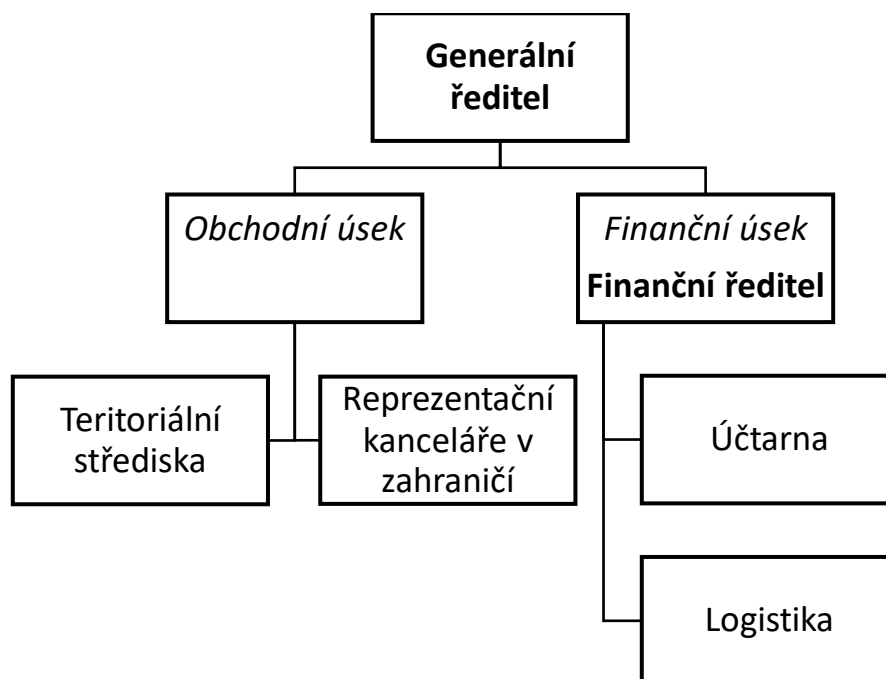 Generální
ředitel
Obchodní úsek
Finanční úsek
Finanční ředitel
Teritoriální
střediska
Reprezentační
kanceláře v
zahraničí
Účtarna
Logistika